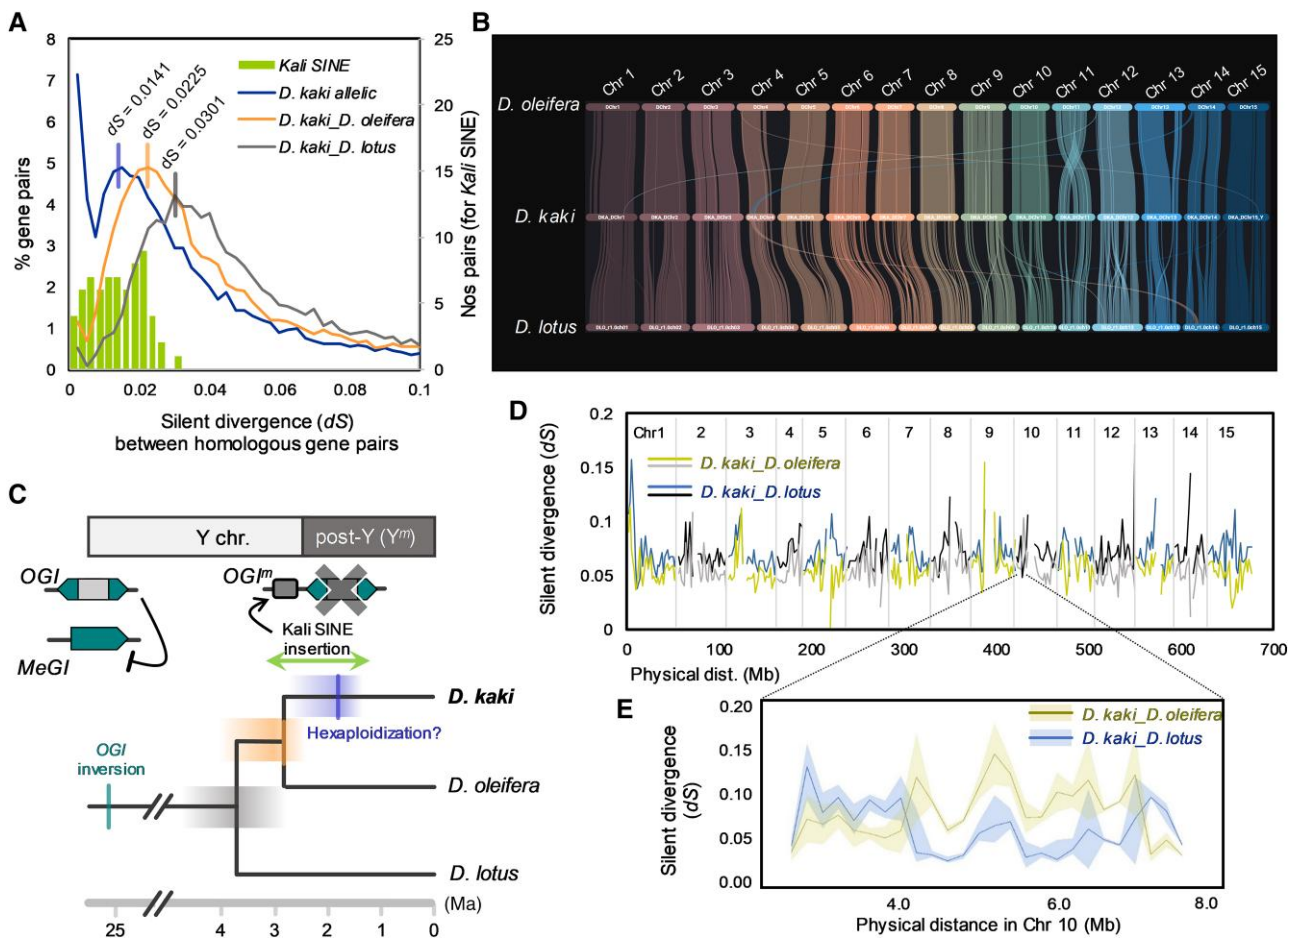 A
8
7
6
5
4
3
2
1
0
% gene pairs
25
20
15
10
5
0
Nos pairs (for Kali SINE)
dS = 0.0141
dS = 0.0225
dS = 0.0301
Kali SINE
D. kaki allelic
D. kaki_D. oleifera
D. kaki_D. lotus
0 0.02 0.04 0.06 0.08 0.1
Silent divergence (dS)
between homologous gene pairs
B
Chr 1 Chr 2 Chr 3 Chr 4 Chr 5 Chr 6 Chr 7 Chr 8 Chr 9 Chr 10 Chr 11 Chr 12 Chr 13 Chr 14 Chr 15
D. oleifera
D. kaki
D. lotus
C
Y chr. post-Y (Yᵐ)
OGI
MeGI
OGIᵐ
Kali SINE
insertion
D. kaki
Hexaploidization?
OGI
inversion
D. oleifera
D. lotus
(Ma)
25 4 3 2 1 0
D
0.2
0.15
0.1
0.05
0
Silent divergence (dS)
Chr1 2 3 4 5 6 7 8 9 10 11 12 13 14 15
D. kaki_D. oleifera
D. kaki_D. lotus
0 100 200 300 400 500 600 700
Physical dist. (Mb)
E
0.20
0.15
0.10
0.05
0.00
Silent divergence
(dS)
D. kaki_D. oleifera
D. kaki_D. lotus
4.0 6.0 8.0
Physical distance in Chr 10 (Mb)